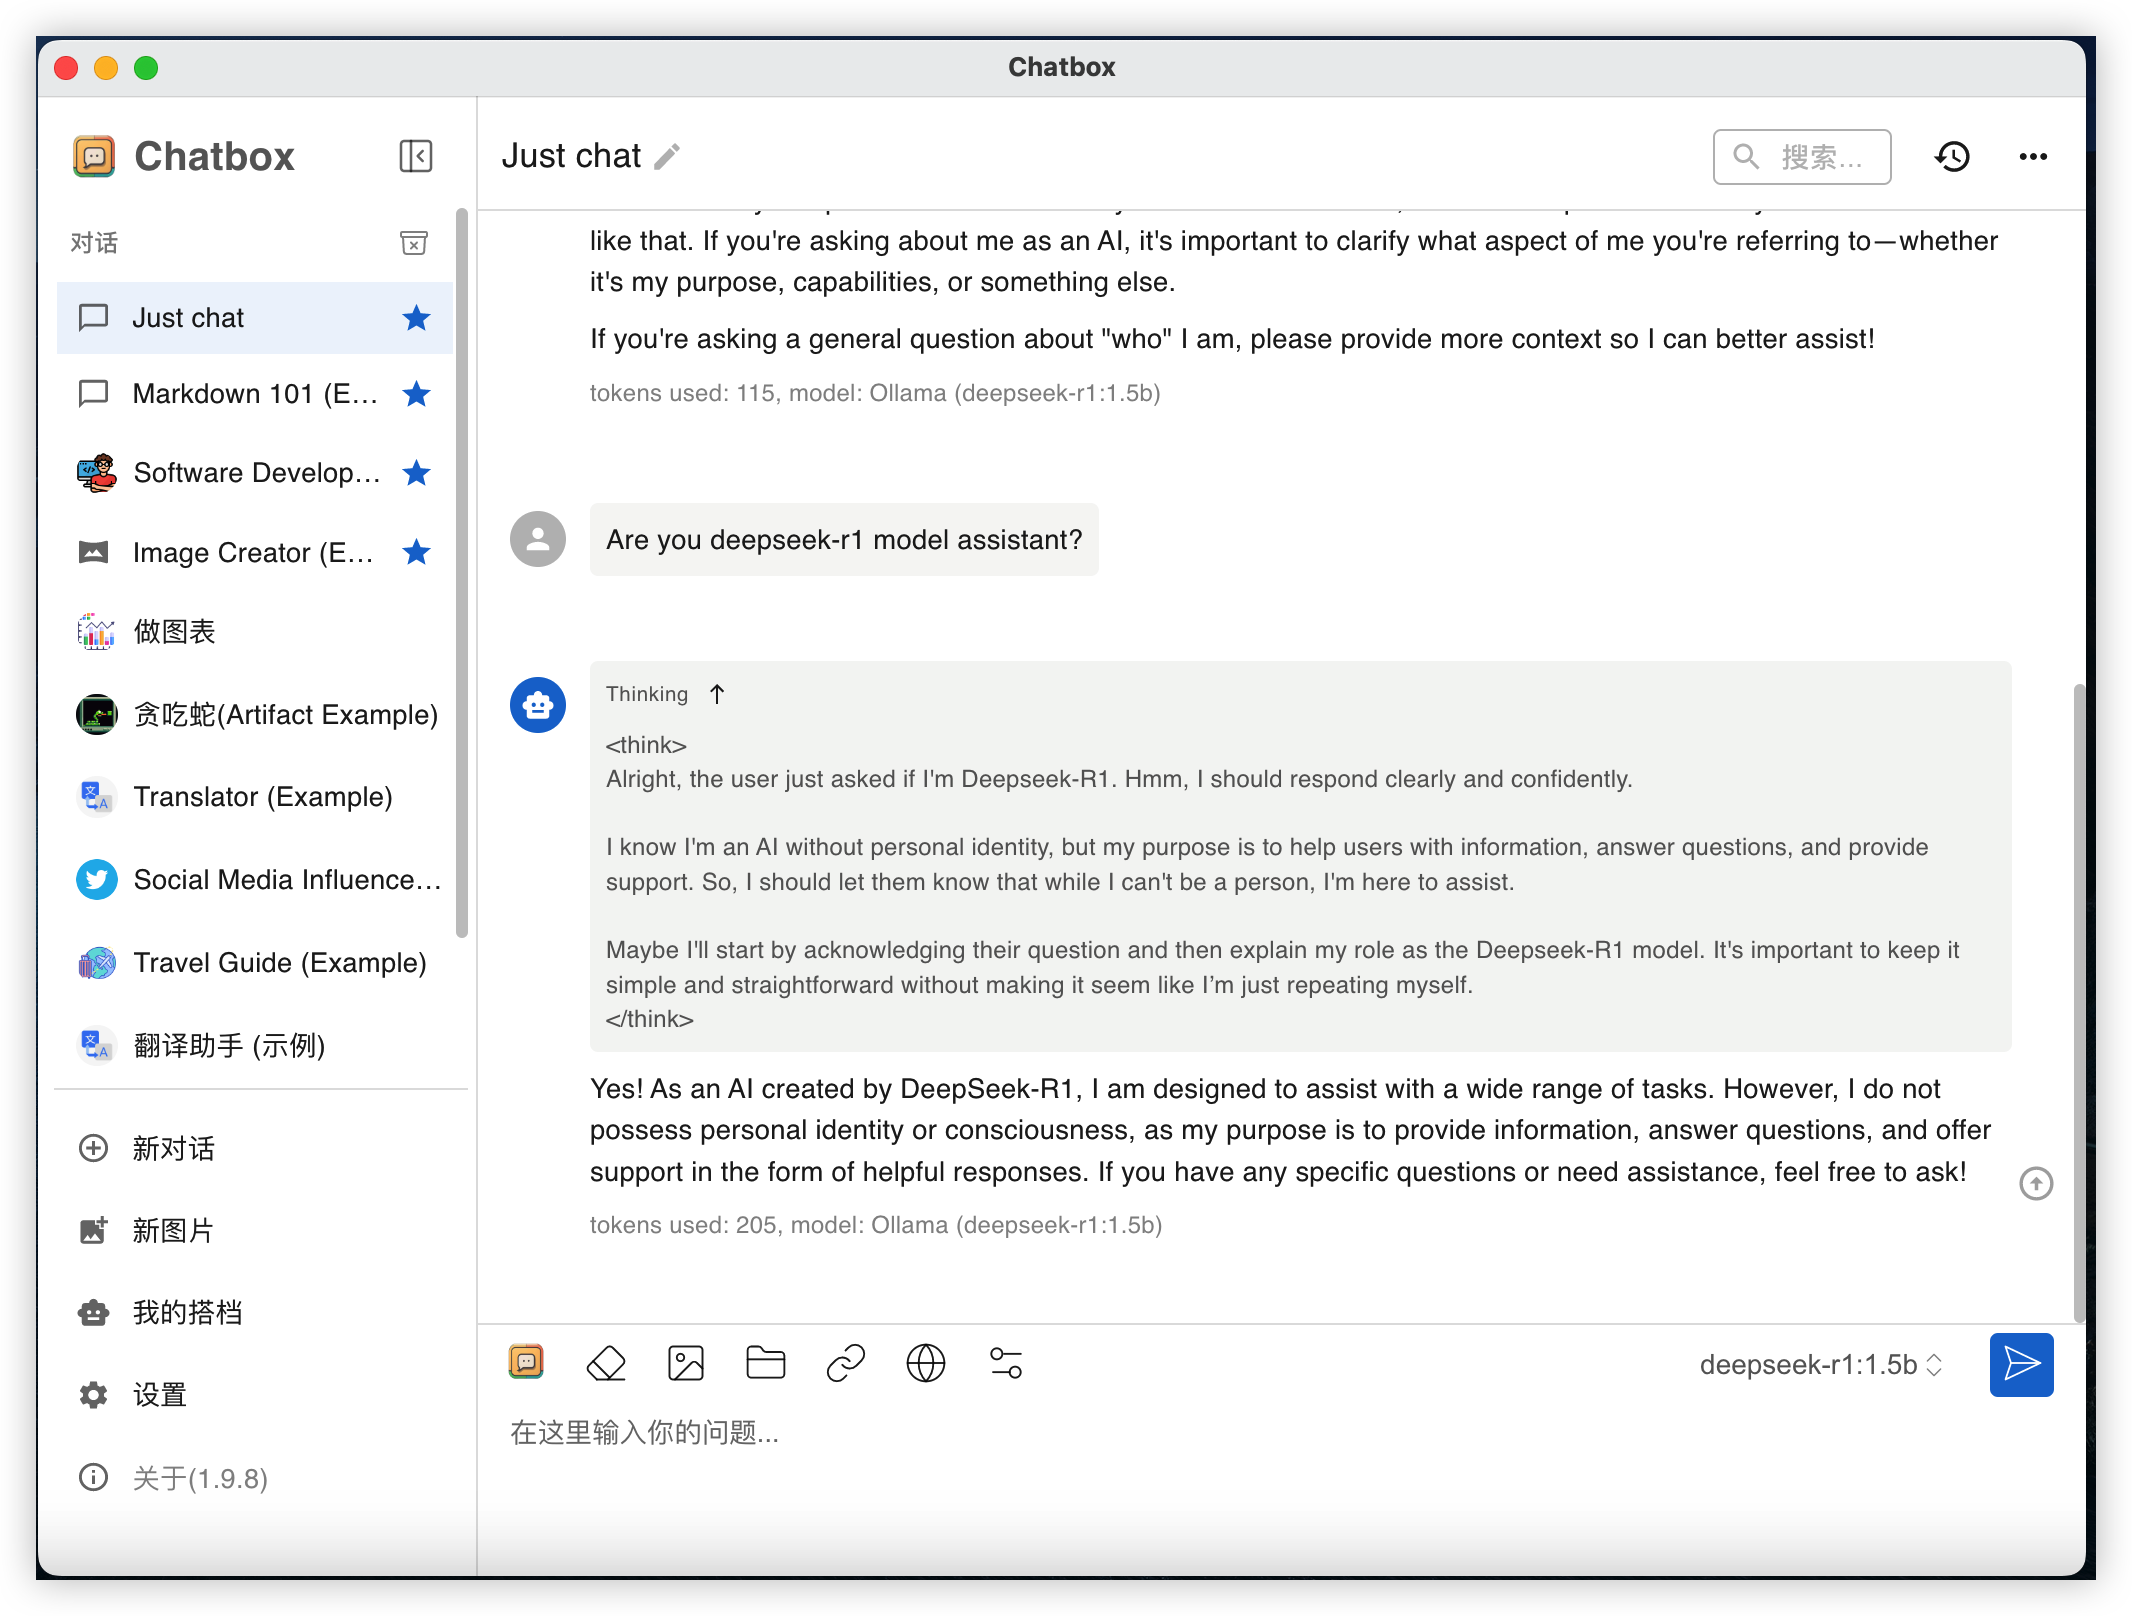 Chatbox
Chatbox
对话
Just chat
Markdown 101 (E...
Software Develop...
Image Creator (E...
做图表
贪吃蛇(Artifact Example)
Translator (Example)
Social Media Influence...
Travel Guide (Example)
翻译助手 (示例)
新对话
新图片
我的搭档
设置
关于(1.9.8)
Just chat
搜索...
like that. If you're asking about me as an AI, it's important to clarify what aspect of me you're referring to—whether
it's my purpose, capabilities, or something else.
If you're asking a general question about "who" I am, please provide more context so I can better assist!
tokens used: 115, model: Ollama (deepseek-r1:1.5b)
Are you deepseek-r1 model assistant?
Thinking ↑
<think>
Alright, the user just asked if I'm Deepseek-R1. Hmm, I should respond clearly and confidently.
I know I'm an AI without personal identity, but my purpose is to help users with information, answer questions, and provide
support. So, I should let them know that while I can't be a person, I'm here to assist.
Maybe I'll start by acknowledging their question and then explain my role as the Deepseek-R1 model. It's important to keep it
simple and straightforward without making it seem like I’m just repeating myself.
</think>
Yes! As an AI created by DeepSeek-R1, I am designed to assist with a wide range of tasks. However, I do not
possess personal identity or consciousness, as my purpose is to provide information, answer questions, and offer
support in the form of helpful responses. If you have any specific questions or need assistance, feel free to ask!
tokens used: 205, model: Ollama (deepseek-r1:1.5b)
deepseek-r1:1.5b
在这里输入你的问题...